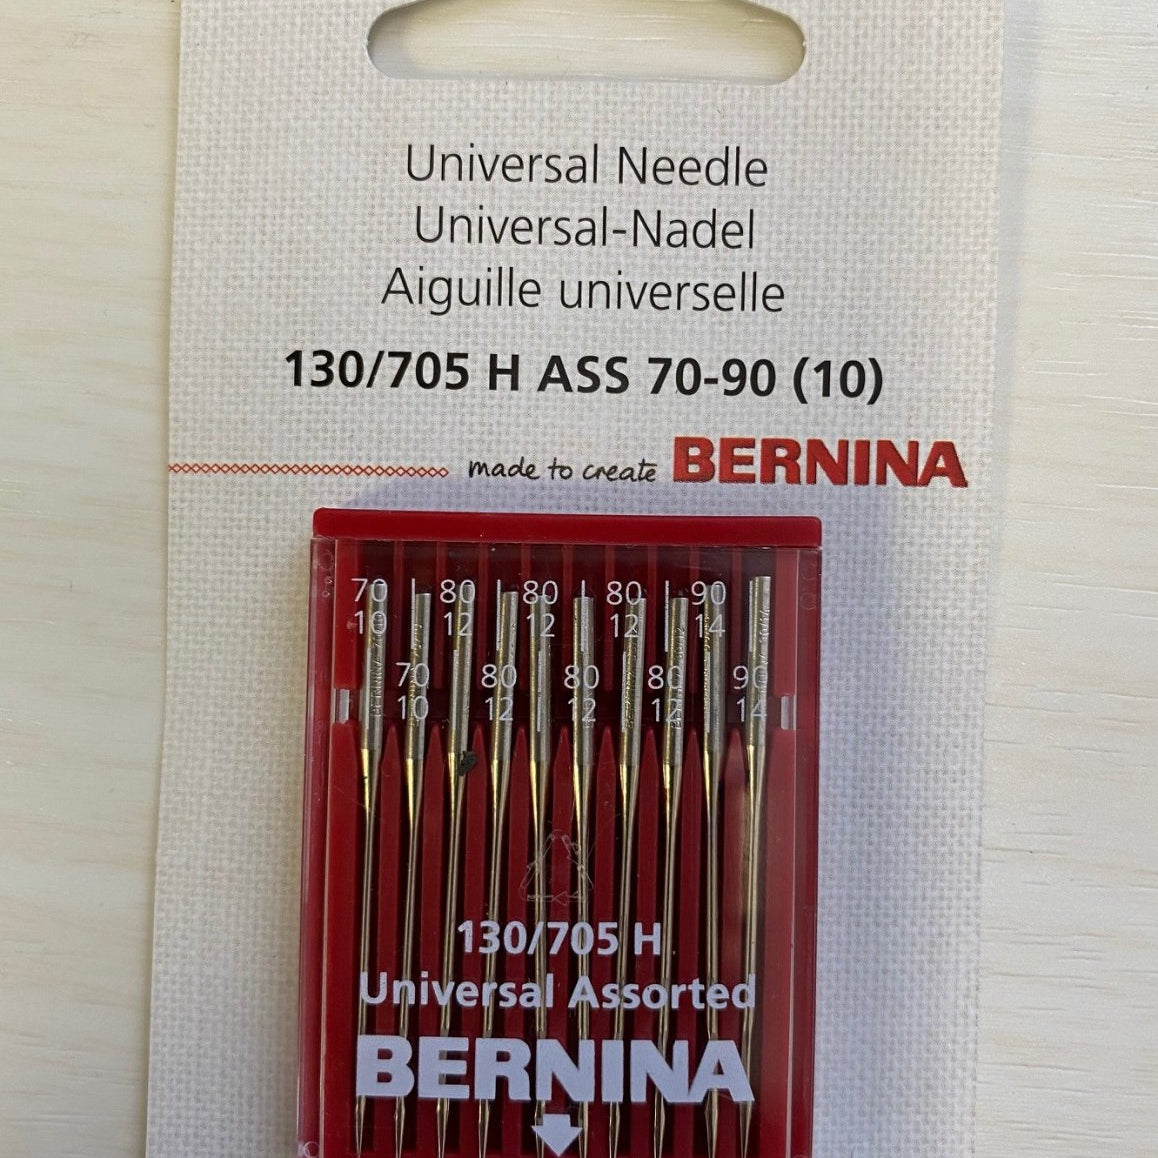 Universal Needle
Universal-Nadel
Aiguille universelle
130/705 H ASS 70-90 (10)
made to create BERNINA
70 80 80 80 90
10 12 12 12 14
70 80 80 80 90
10 12 12 12 14
130/705 H
Universal Assorted
BERNINA